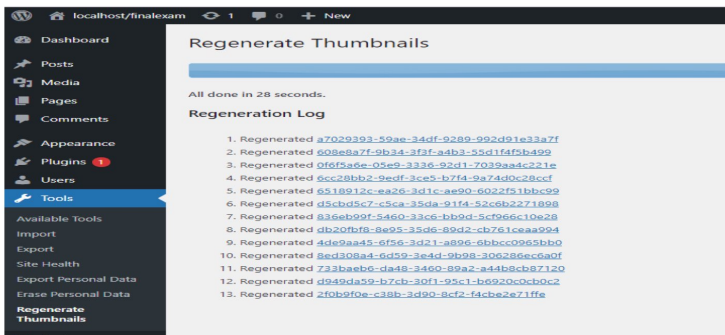 localhost/finalexam 1 0 + New
Dashboard
Posts
Media
Pages
Comments
Appearance
Plugins 1
Users
Tools
Available Tools
Import
Export
Site Health
Export Personal Data
Erase Personal Data
Regenerate
Thumbnails
Regenerate Thumbnails
All done in 28 seconds.
Regeneration Log
1. Regenerated a7029393-59ae-34df-9289-992d91e33a7f
2. Regenerated 608e8a7f-9b34-3f3f-a4b3-55d1f4f5b499
3. Regenerated 0f6f5a6e-05e9-3336-92d1-7039aa4c221e
4. Regenerated 6cc28bb2-9edf-3ce5-b7f4-9a74d0c28ccf
5. Regenerated 6518912c-ea26-3d1c-ae90-6022f51bbc99
6. Regenerated d5cbd5c7-c5ca-35da-91f4-52c6b2271898
7. Regenerated 836eb99f-5460-33c6-bb9d-5cf966c10e28
8. Regenerated db20fbf8-8e95-35d6-89d2-cb761ceaa994
9. Regenerated 4de9aa45-6f56-3d21-a896-6bbcc0965bb0
10. Regenerated 8ed308a4-6d59-3e4d-9b98-306286ec6a0f
11. Regenerated 733baeb6-da48-3460-89a2-a44b8cb87120
12. Regenerated d949da59-b7cb-30f1-95c1-b6920c0cb0c2
13. Regenerated 2f0b9f0e-c38b-3d90-8cf2-f4cbe2e71ffe